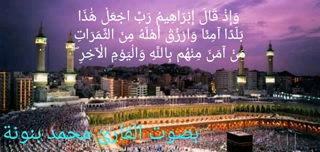 وَإِذْ قَالَ إِبْرَاهِيمُ رَبِّ اجْعَلْ هَٰذَا
بَلَدًا آمِنًا وَارْزُقْ أَهْلَهُ مِنَ الثَّمَرَاتِ
مَنْ آمَنَ مِنْهُم بِاللَّهِ وَالْيَوْمِ الْآخِرِ
بصوت القارئ محمد بنونة